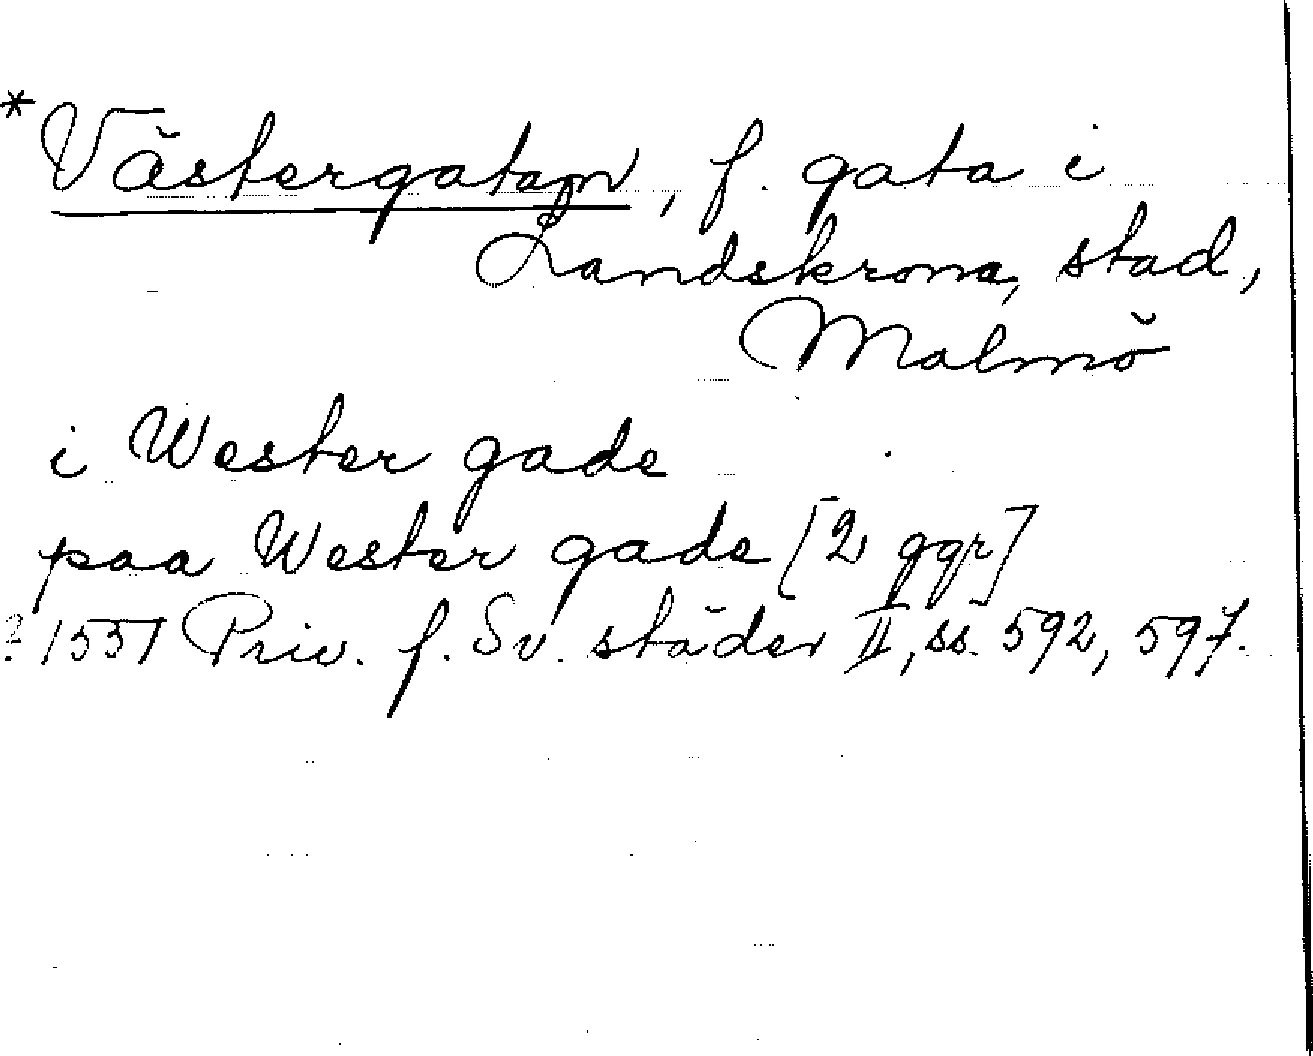 *Västergatan, f. gata i
Landskrona, stad,
Malmö
i Wester gade
paa Wester gade [2 ggr]
? 1557 Priv. f. Sv. städer II, ss. 592, 597.